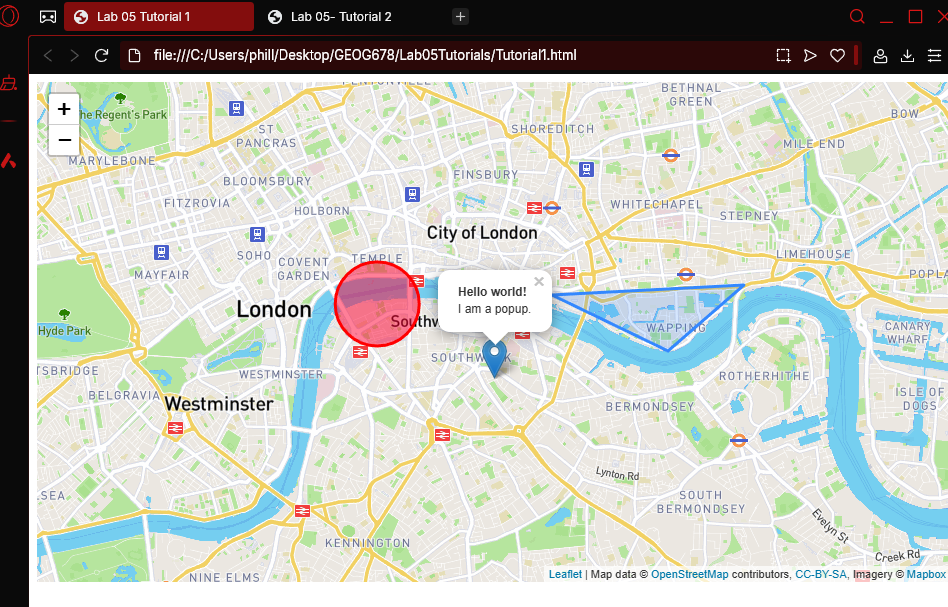 Lab 05 Tutorial 1
Lab 05- Tutorial 2
file:///C:/Users/phill/Desktop/GEOG678/Lab05Tutorials/Tutorial1.html
+
−
he Regent's Park
BETHNAL
GREEN
BOW
ST
PANCRAS
SHOREDITCH
MILE END
MARYLEBONE
BLOOMSBURY
FINSBURY
FITZROVIA
HOLBORN
WHITECHAPEL
STEPNEY
City of London
SOHO
COVENT
GARDEN
TEMPLE
LIMEHOUSE
MAYFAIR
POPLA
Hello world!
I am a popup.
×
London
Southw
WAPPING
Hyde Park
CANARY
WHARF
SOUTHW K
TSBRIDGE
WESTMINSTER
ROTHERHITHE
BELGRAVIA
Westminster
BERMONDSEY
ISLE OF
DOGS
Lynton Rd
LSEA
SOUTH
BERMONDSEY
Evelyn St
KENNINGTON
Creek Rd
NINE ELMS
Leaflet | Map data © OpenStreetMap contributors, CC-BY-SA, Imagery © Mapbox